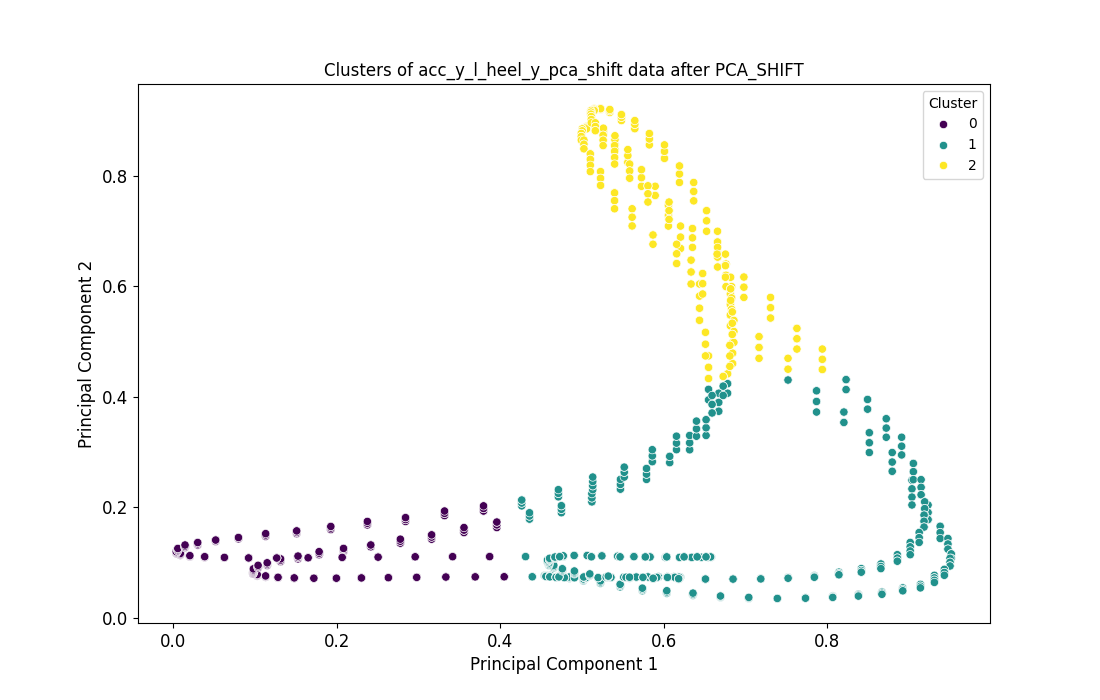 Clusters of acc_y_l_heel_y_pca_shift data after PCA_SHIFT
Cluster
0
1
2
Principal Component 2
0.8
0.6
0.4
0.2
0.0
0.0 0.2 0.4 0.6 0.8
Principal Component 1